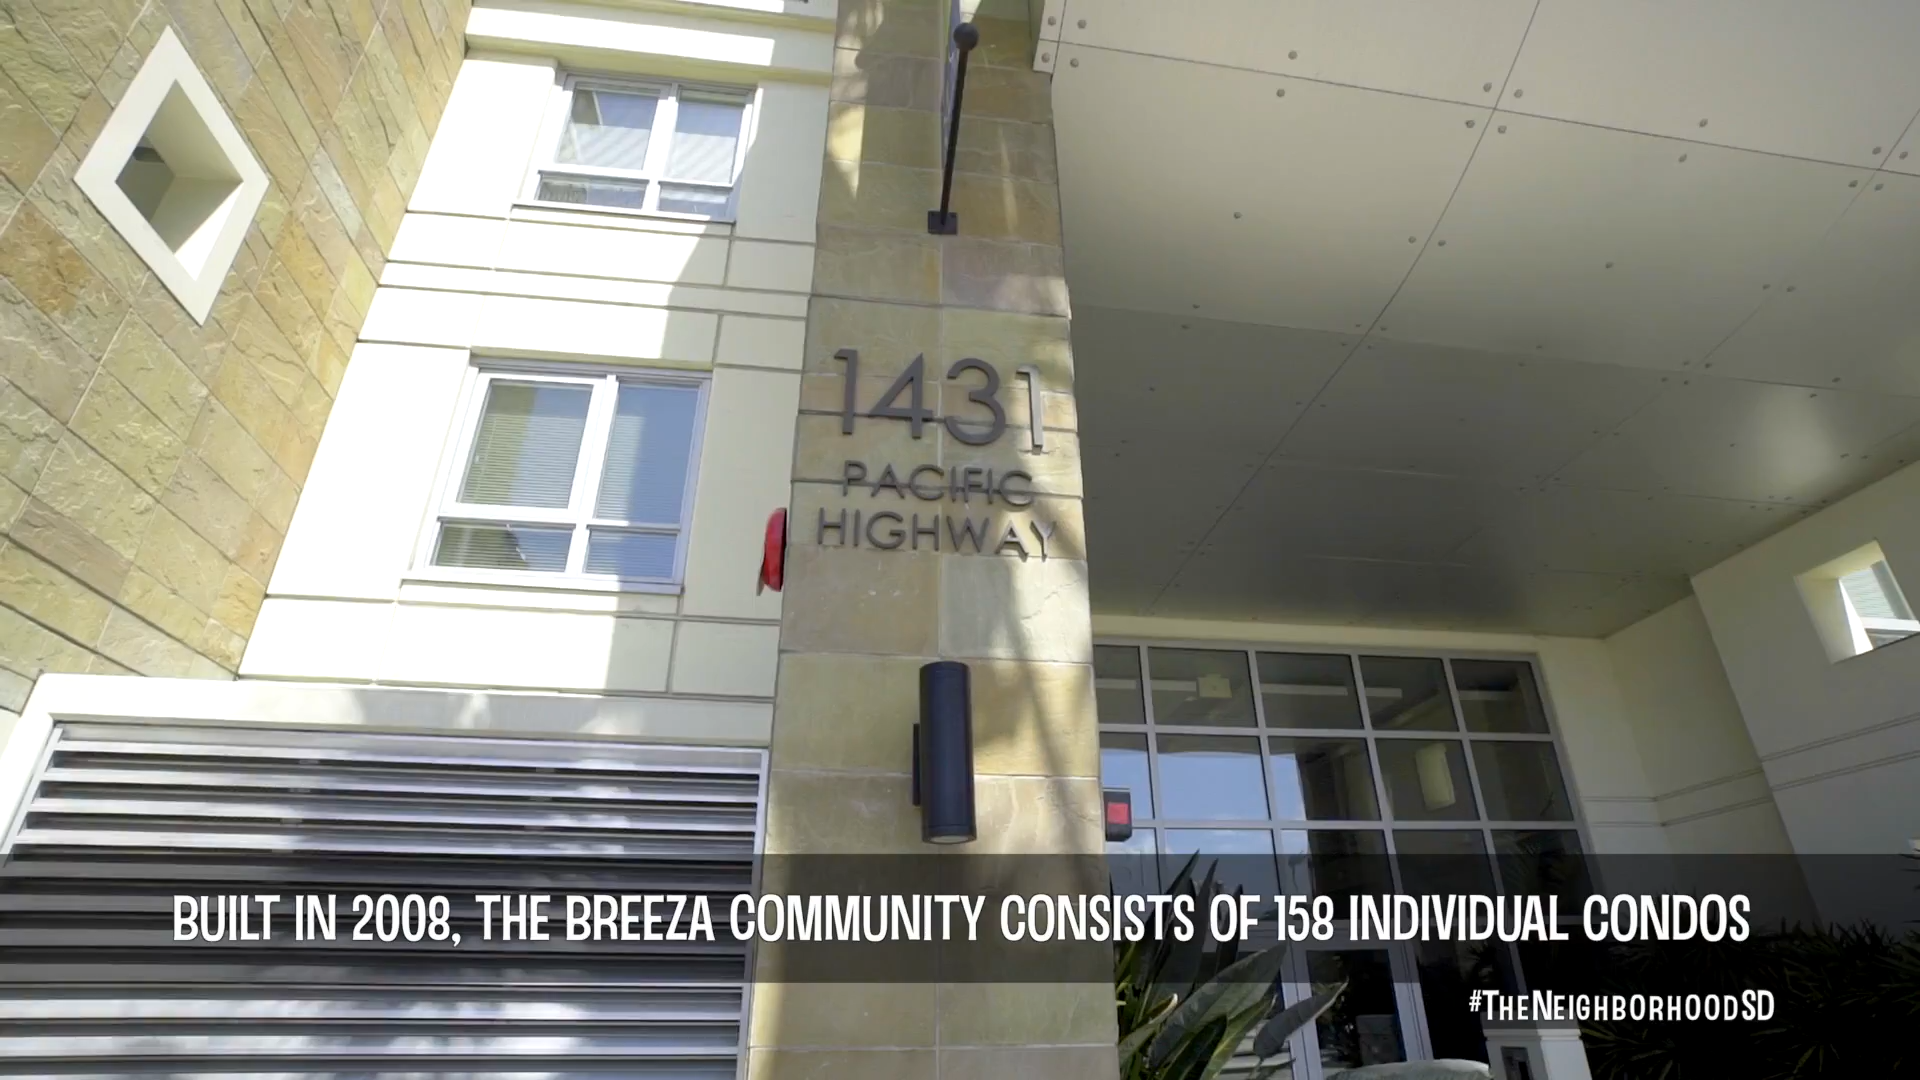 1431
PACIFIC
HIGHWAY
BUILT IN 2008, THE BREEZA COMMUNITY CONSISTS OF 158 INDIVIDUAL CONDOS
#THENEIGHBORHOODSD